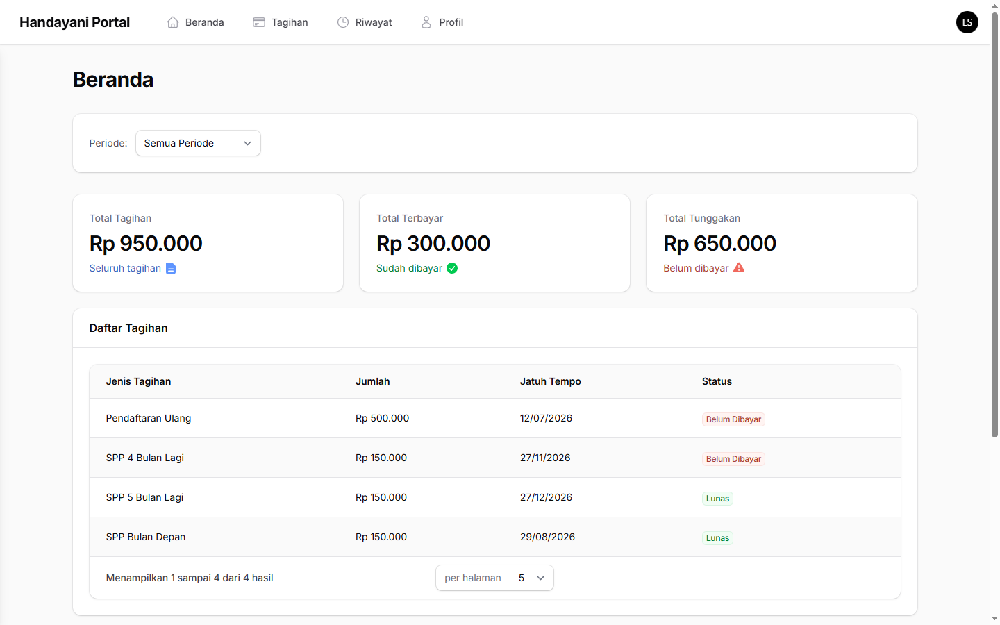 Handayani Portal Beranda Tagihan Riwayat Profil ES
Beranda
Periode: Semua Periode
Total Tagihan
Rp 950.000
Seluruh tagihan
Total Terbayar
Rp 300.000
Sudah dibayar
Total Tunggakan
Rp 650.000
Belum dibayar
Daftar Tagihan
Jenis Tagihan Jumlah Jatuh Tempo Status
Pendaftaran Ulang Rp 500.000 12/07/2026 Belum Dibayar
SPP 4 Bulan Lagi Rp 150.000 27/11/2026 Belum Dibayar
SPP 5 Bulan Lagi Rp 150.000 27/12/2026 Lunas
SPP Bulan Depan Rp 150.000 29/08/2026 Lunas
Menampilkan 1 sampai 4 dari 4 hasil per halaman 5